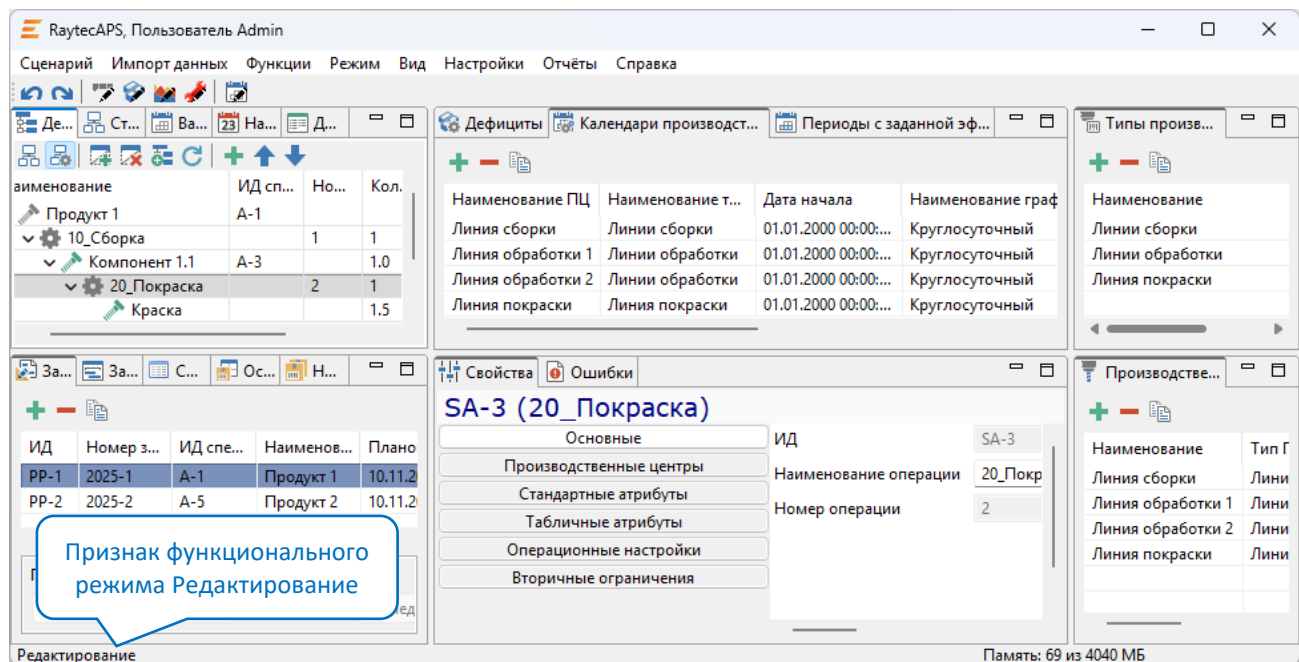 RaytecAPS, Пользователь Admin
Сценарий Импорт данных Функции Режим Вид Настройки Отчёты Справка
Де... Ст... Ва... На... Д...
аименование ИД сп... Но... Кол.
Продукт 1 A-1
10_Сборка 1 1
Компонент 1.1 A-3 1.0
20_Покраска 2 1
Краска 1.5
Дефициты Календари производст... Периоды с заданной эф...
Наименование ПЦ Наименование т... Дата начала Наименование граф
Линия сборки Линии сборки 01.01.2000 00:00:... Круглосуточный
Линия обработки 1 Линии обработки 01.01.2000 00:00:... Круглосуточный
Линия обработки 2 Линии обработки 01.01.2000 00:00:... Круглосуточный
Линия покраски Линия покраски 01.01.2000 00:00:... Круглосуточный
Типы произв...
Наименование
Линии сборки
Линии обработки
Линия покраски
За... За... С... Ос... Н...
ИД Номер з... ИД спе... Наименов... Плано
PP-1 2025-1 A-1 Продукт 1 10.11.2
PP-2 2025-2 A-5 Продукт 2 10.11.2
Признак функционального
режима Редактирование
Свойства Ошибки
SA-3 (20_Покраска)
Основные
Производственные центры
Стандартные атрибуты
Табличные атрибуты
Операционные настройки
Вторичные ограничения
ИД SA-3
Наименование операции 20_Покр
Номер операции 2
Производстве...
Наименование Тип П
Линия сборки Лини
Линия обработки 1 Лини
Линия обработки 2 Лини
Линия покраски Лини
Редактирование Память: 69 из 4040 МБ